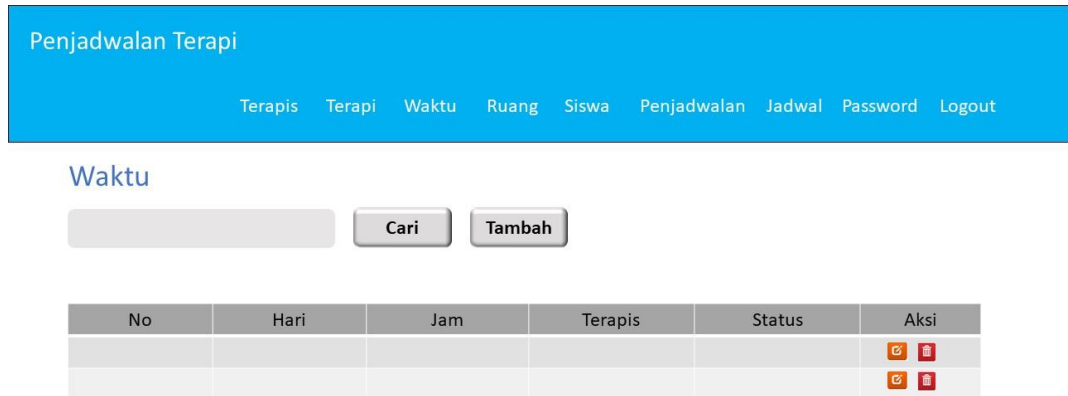 Penjadwalan Terapi
Terapis Terapi Waktu Ruang Siswa Penjadwalan Jadwal Password Logout
Waktu
Cari Tambah
No Hari Jam Terapis Status Aksi